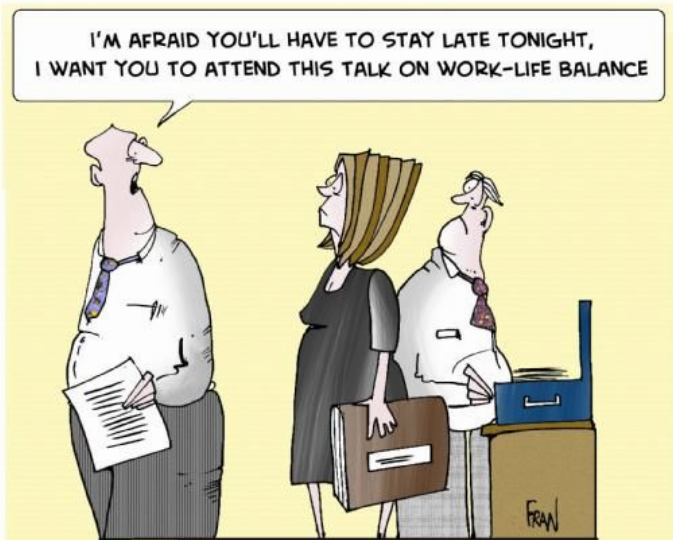 I'M AFRAID YOU'LL HAVE TO STAY LATE TONIGHT,
I WANT YOU TO ATTEND THIS TALK ON WORK-LIFE BALANCE
FRAN